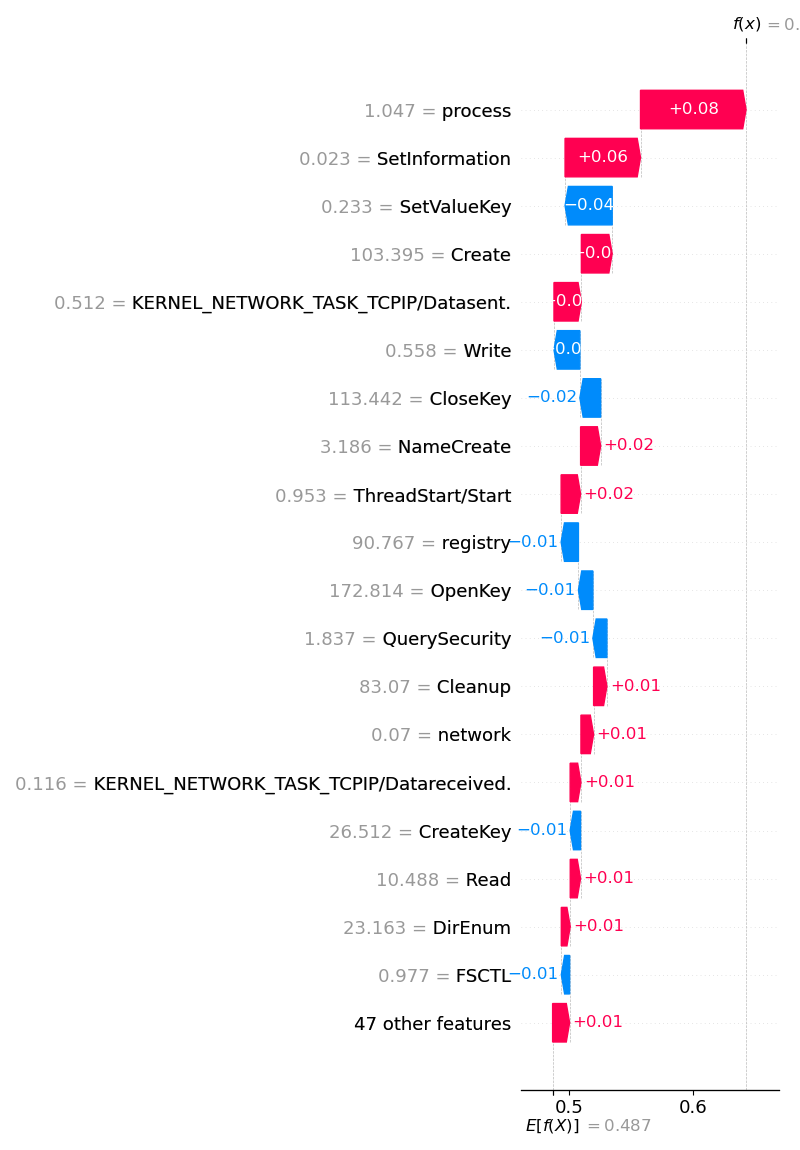 f(x) = 0.
1.047 = process
+0.08
0.023 = SetInformation
+0.06
0.233 = SetValueKey
−0.04
103.395 = Create
+0.0
0.512 = KERNEL_NETWORK_TASK_TCPIP/Datasent.
+0.0
0.558 = Write
−0.0
113.442 = CloseKey
−0.02
3.186 = NameCreate
+0.02
0.953 = ThreadStart/Start
+0.02
90.767 = registry
−0.01
172.814 = OpenKey
−0.01
1.837 = QuerySecurity
−0.01
83.07 = Cleanup
+0.01
0.07 = network
+0.01
0.116 = KERNEL_NETWORK_TASK_TCPIP/Datareceived.
+0.01
26.512 = CreateKey
−0.01
10.488 = Read
+0.01
23.163 = DirEnum
+0.01
0.977 = FSCTL
−0.01
47 other features
+0.01
0.5
0.6
E[f(X)] = 0.487